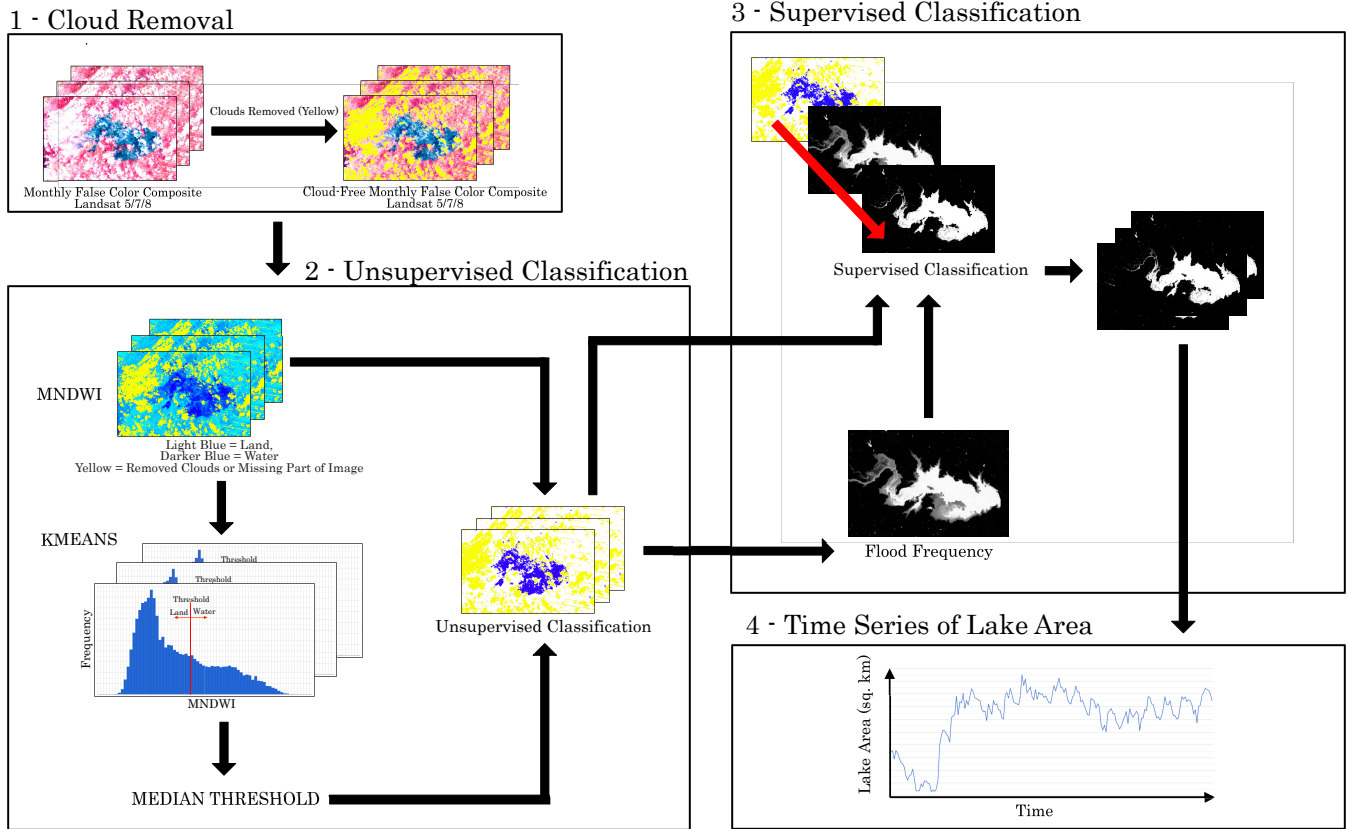 1 - Cloud Removal
Clouds Removed (Yellow)
Monthly False Color Composite
Landsat 5/7/8
Cloud-Free Monthly False Color Composite
Landsat 5/7/8
2 - Unsupervised Classification
MNDWI
Light Blue = Land,
Darker Blue = Water
Yellow = Removed Clouds or Missing Part of Image
KMEANS
Threshold
Threshold
Threshold
Land Water
Frequency
MNDWI
MEDIAN THRESHOLD
Unsupervised Classification
3 - Supervised Classification
Supervised Classification
Flood Frequency
4 - Time Series of Lake Area
Lake Area (sq. km)
Time